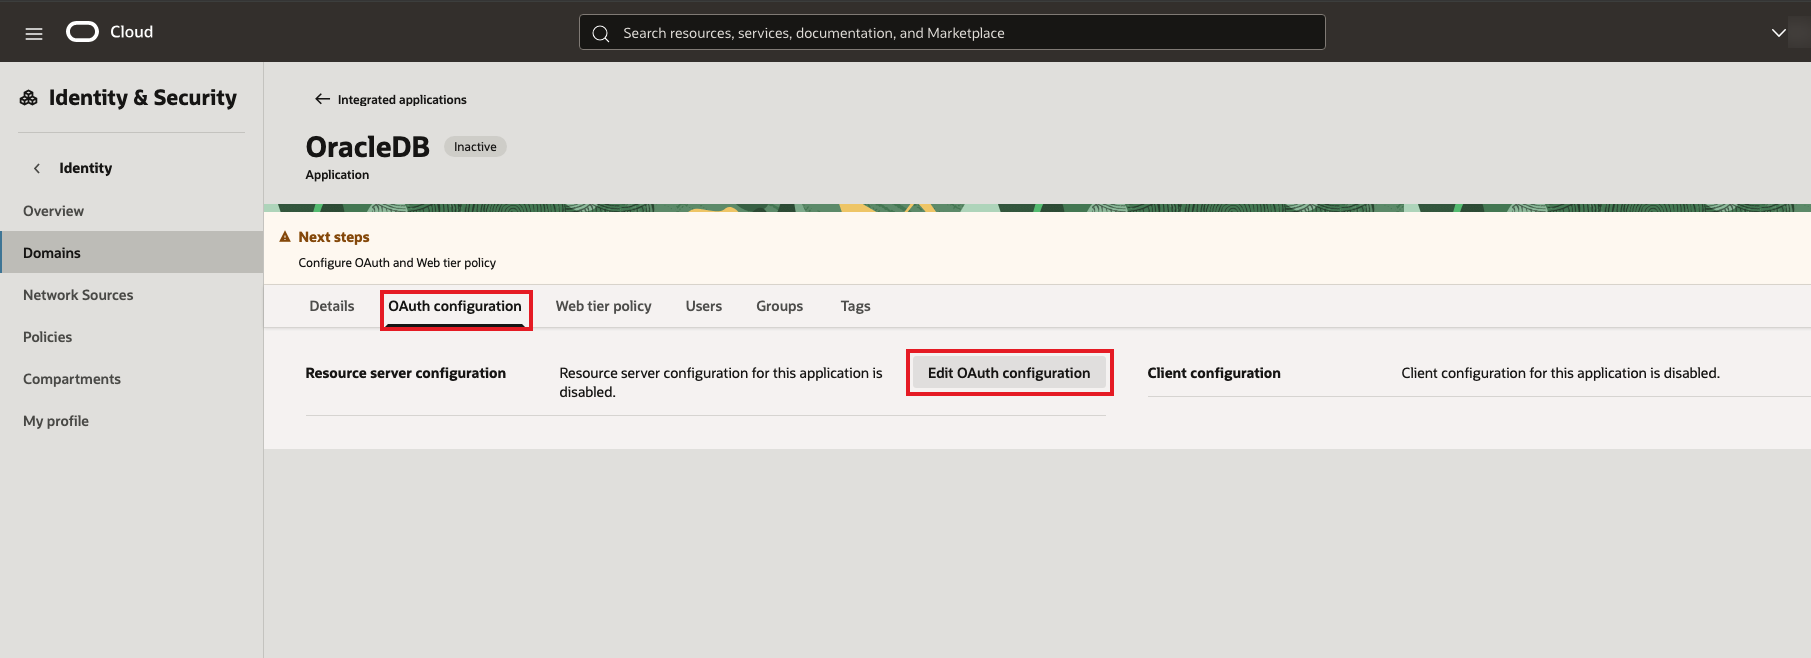 Cloud
Search resources, services, documentation, and Marketplace
Identity & Security
Identity
Overview
Domains
Network Sources
Policies
Compartments
My profile
Integrated applications
OracleDB
Inactive
Application
Next steps
Configure OAuth and Web tier policy
Details
OAuth configuration
Web tier policy
Users
Groups
Tags
Resource server configuration
Resource server configuration for this application is
disabled.
Edit OAuth configuration
Client configuration
Client configuration for this application is disabled.